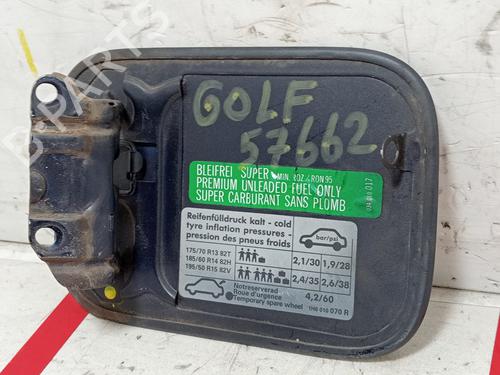 B-PARTS
GOLF
57662
BLEIFREI SUPER MIN. ROZ/RON 95
PREMIUM UNLEADED FUEL ONLY
SUPER CARBURANT SANS PLOMB
017
Reifenfülldruck kalt - cold
tyre inflation pressures -
pression des pneus froids
bar/psi
175/70 R13 82T
185/60 R14 82H
195/50 R15 82V
2,1/30 1,9/28
2,4/35 2,6/38
Notreserverad
Roue d'urgence
Temporary spare wheel
4,2/60
1H6 010 070 R